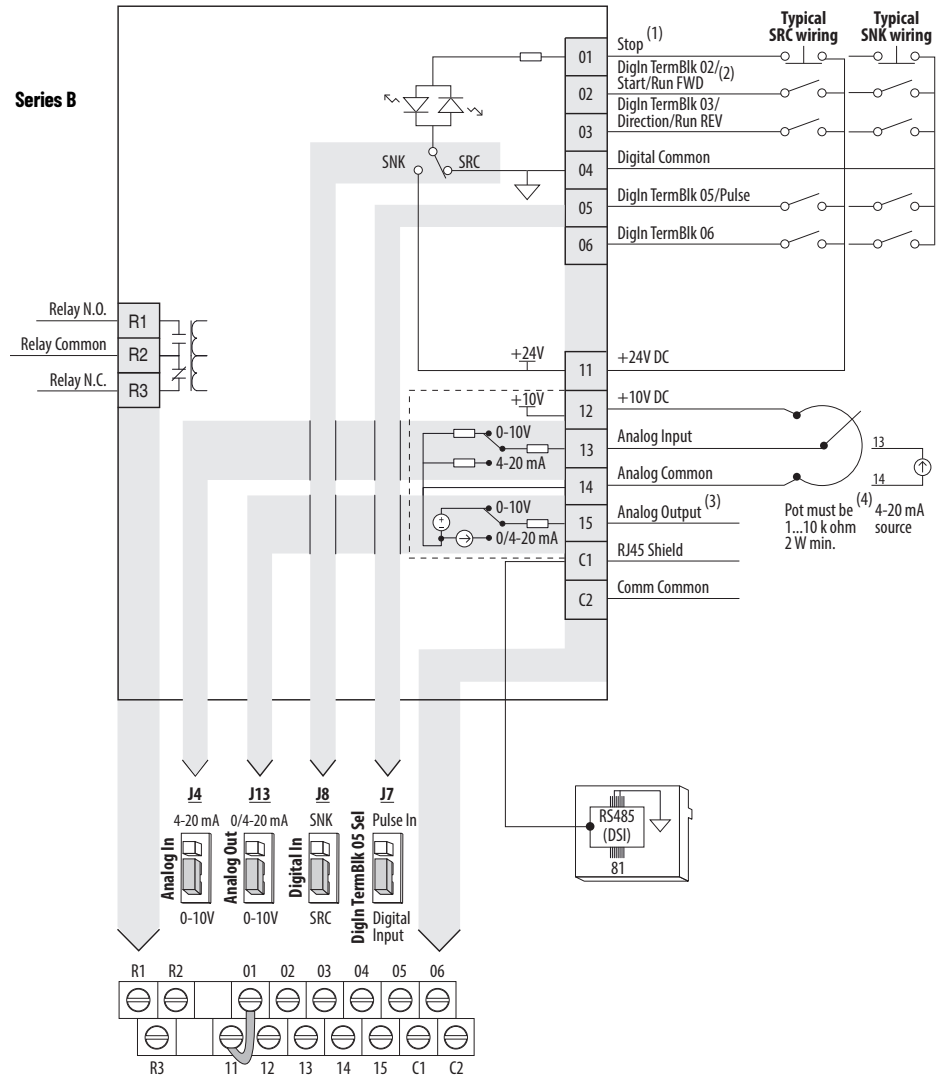 Series B
Typical
SRC wiring
Typical
SNK wiring
01
Stop (1)
02
DigIn TermBlk 02/
Start/Run FWD (2)
03
DigIn TermBlk 03/
Direction/Run REV
04
Digital Common
05
DigIn TermBlk 05/Pulse
06
DigIn TermBlk 06
SNK
SRC
Relay N.O.
R1
Relay Common
R2
Relay N.C.
R3
+24V
11
+24V DC
+10V
12
+10V DC
0-10V
4-20 mA
13
Analog Input
14
Analog Common
0-10V
0/4-20 mA
15
Analog Output (3)
C1
RJ45 Shield
C2
Comm Common
13
14
Pot must be (4)
1...10 k ohm
2 W min.
4-20 mA
source
J4
J13
J8
J7
4-20 mA
0/4-20 mA
SNK
Pulse In
Analog In
Analog Out
Digital In
DigIn TermBlk 05 Sel
0-10V
0-10V
SRC
Digital
Input
RS485
(DSI)
81
R1 R2 01 02 03 04 05 06
R3 11 12 13 14 15 C1 C2
+
–